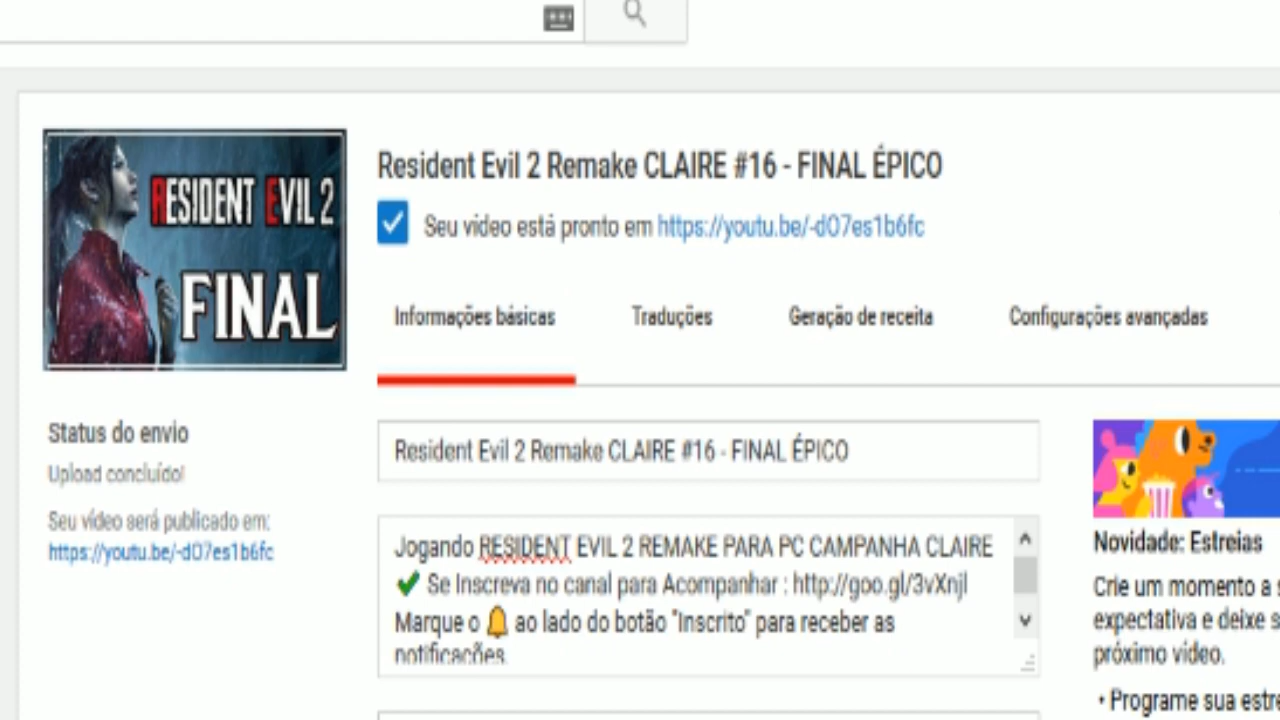 RESIDENT EVIL 2
FINAL
Resident Evil 2 Remake CLAIRE #16 - FINAL ÉPICO
Seu vídeo está pronto em https://youtu.be/-dO7es1b6fc
Informações básicas
Traduções
Geração de receita
Configurações avançadas
Status do envio
Upload concluído!
Seu vídeo será publicado em:
https://youtu.be/-dO7es1b6fc
Resident Evil 2 Remake CLAIRE #16 - FINAL ÉPICO
Jogando RESIDENT EVIL 2 REMAKE PARA PC CAMPANHA CLAIRE
✔ Se Inscreva no canal para Acompanhar : http://goo.gl/3vXnjl
Marque o 🔔 ao lado do botão "Inscrito" para receber as
notificações.
Novidade: Estreias
Crie um momento a s
expectativa e deixe s
próximo vídeo.
• Programe sua estre